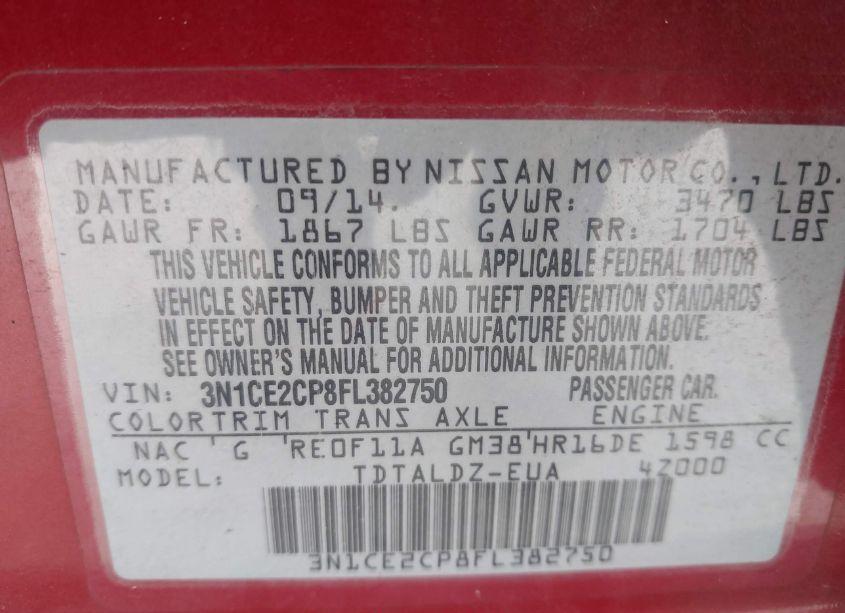 MANUFACTURED BY NISSAN MOTOR CO., LTD.
DATE: 09/14. GVWR: 3470 LBS
GAWR FR: 1867 LBS GAWR RR: 1704 LBS
THIS VEHICLE CONFORMS TO ALL APPLICABLE FEDERAL MOTOR
VEHICLE SAFETY, BUMPER AND THEFT PREVENTION STANDARDS
IN EFFECT ON THE DATE OF MANUFACTURE SHOWN ABOVE.
SEE OWNER'S MANUAL FOR ADDITIONAL INFORMATION.
VIN: 3N1CE2CP8FL382750 PASSENGER CAR.
COLOR TRIM TRANS AXLE ENGINE
NAC ' G ' RE0F11A GM38 ' HR16DE 1598 CC
MODEL: TDTALDZ-EUA 4Z000
3N1CE2CP8FL382750